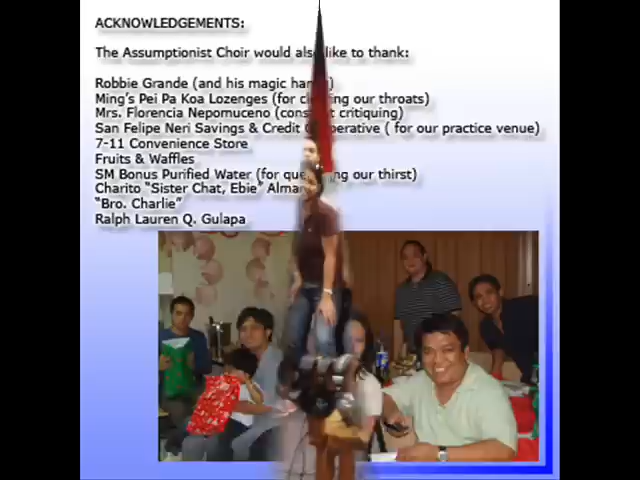 ACKNOWLEDGEMENTS:
The Assumptionist Choir would also like to thank:
Robbie Grande (and his magic
Ming's Pei Pa Koa Lozenges (for our throats)
Mrs. Florencia Nepomuceno (constant critiquing)
San Felipe Neri Savings & Credit Cooperative ( for our practice venue)
7-11 Convenience Store
Fruits & Waffles
SM Bonus Purified Water (for our thirst)
Charito "Sister Chat, Ebie"
"Bro. Charlie"
Ralph Lauren Q. Gulapa